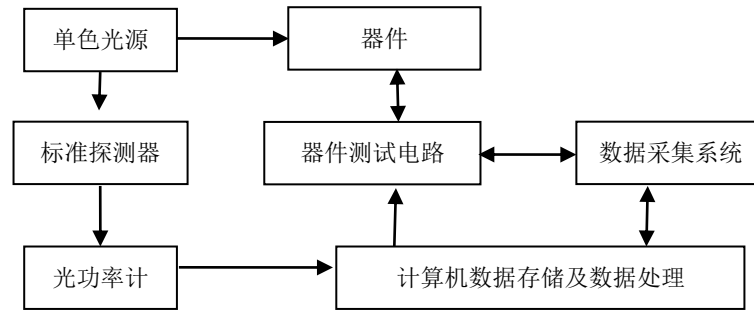 单色光源
器件
标准探测器
器件测试电路
数据采集系统
光功率计
计算机数据存储及数据处理